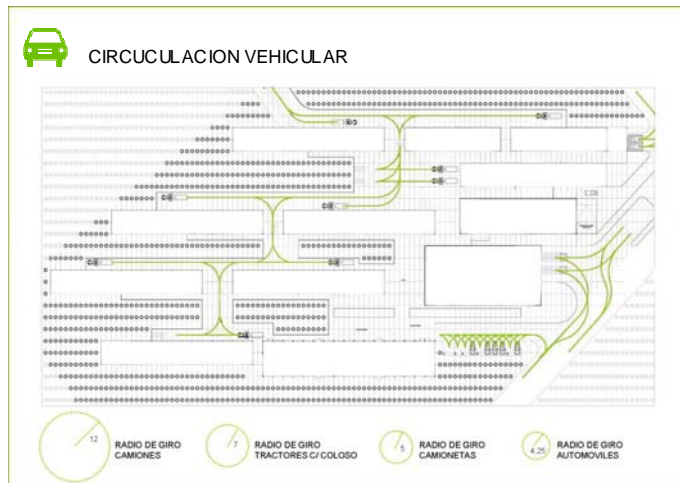 CIRCUCULACION VEHICULAR
12
RADIO DE GIRO
CAMIONES
7
RADIO DE GIRO
TRACTORES C/ COLOSO
5
RADIO DE GIRO
CAMIONETAS
4,25
RADIO DE GIRO
AUTOMOVILES